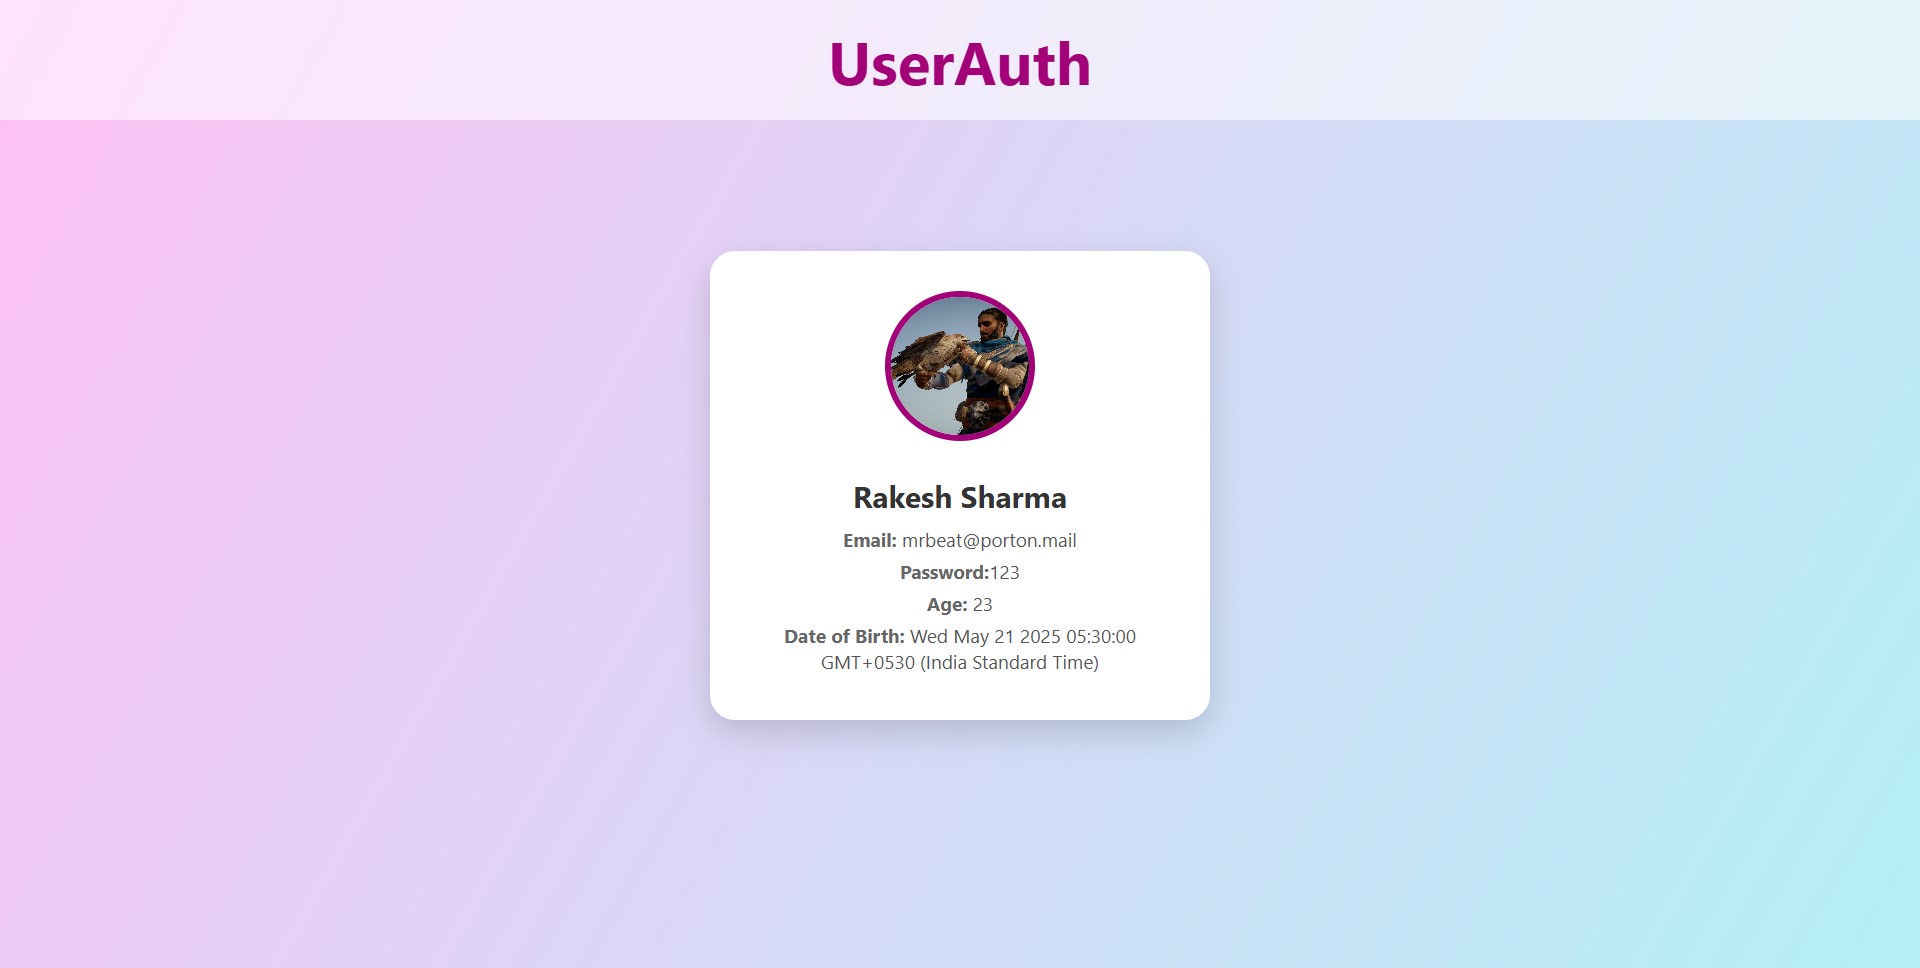 UserAuth
Rakesh Sharma
Email: mrbeat@porton.mail
Password:123
Age: 23
Date of Birth: Wed May 21 2025 05:30:00
GMT+0530 (India Standard Time)